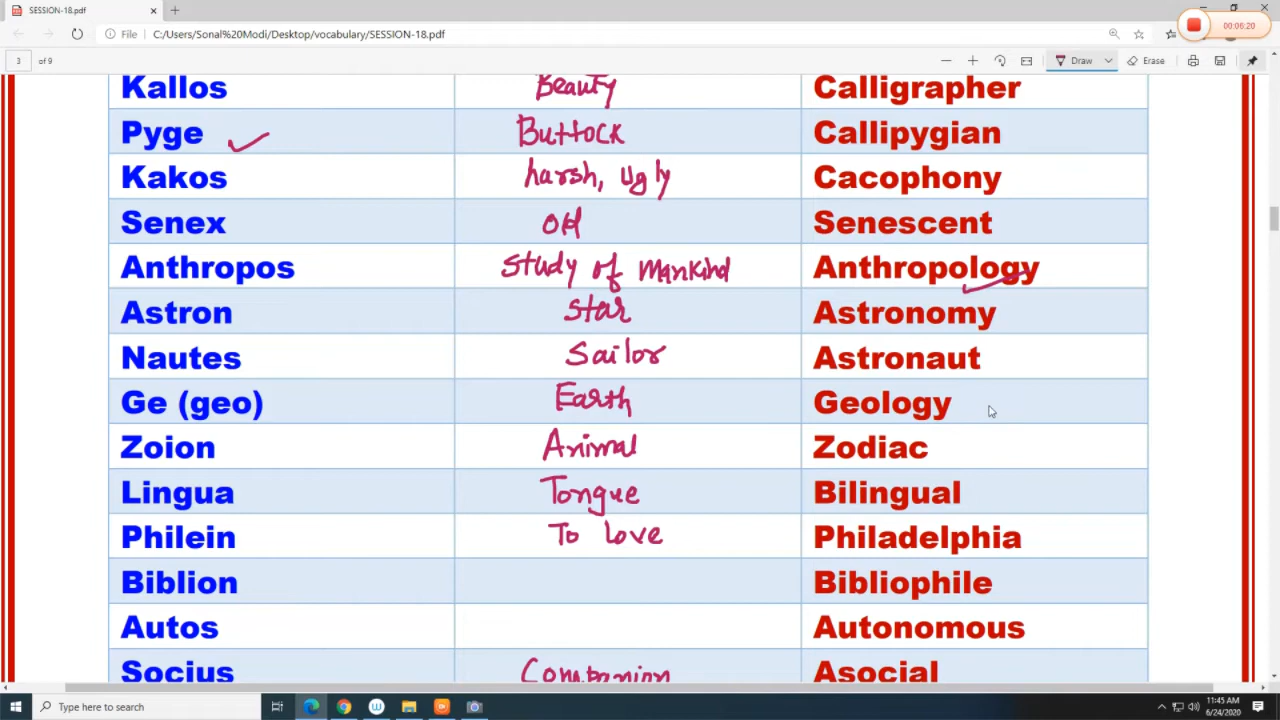 SESSION-18.pdf
00:06:20
File C:/Users/Sonal%20Modi/Desktop/vocabulary/SESSION-18.pdf
3 of 9 Draw Erase
Kallos Beauty Calligrapher
Pyge Buttock Callipygian
Kakos harsh, Ugly Cacophony
Senex Old Senescent
Anthropos Study of Mankind Anthropology
Astron Star Astronomy
Nautes Sailor Astronaut
Ge (geo) Earth Geology
Zoion Animal Zodiac
Lingua Tongue Bilingual
Philein To love Philadelphia
Biblion Bibliophile
Autos Autonomous
Socius Companion Asocial
Type here to search
11:45 AM
6/24/2020